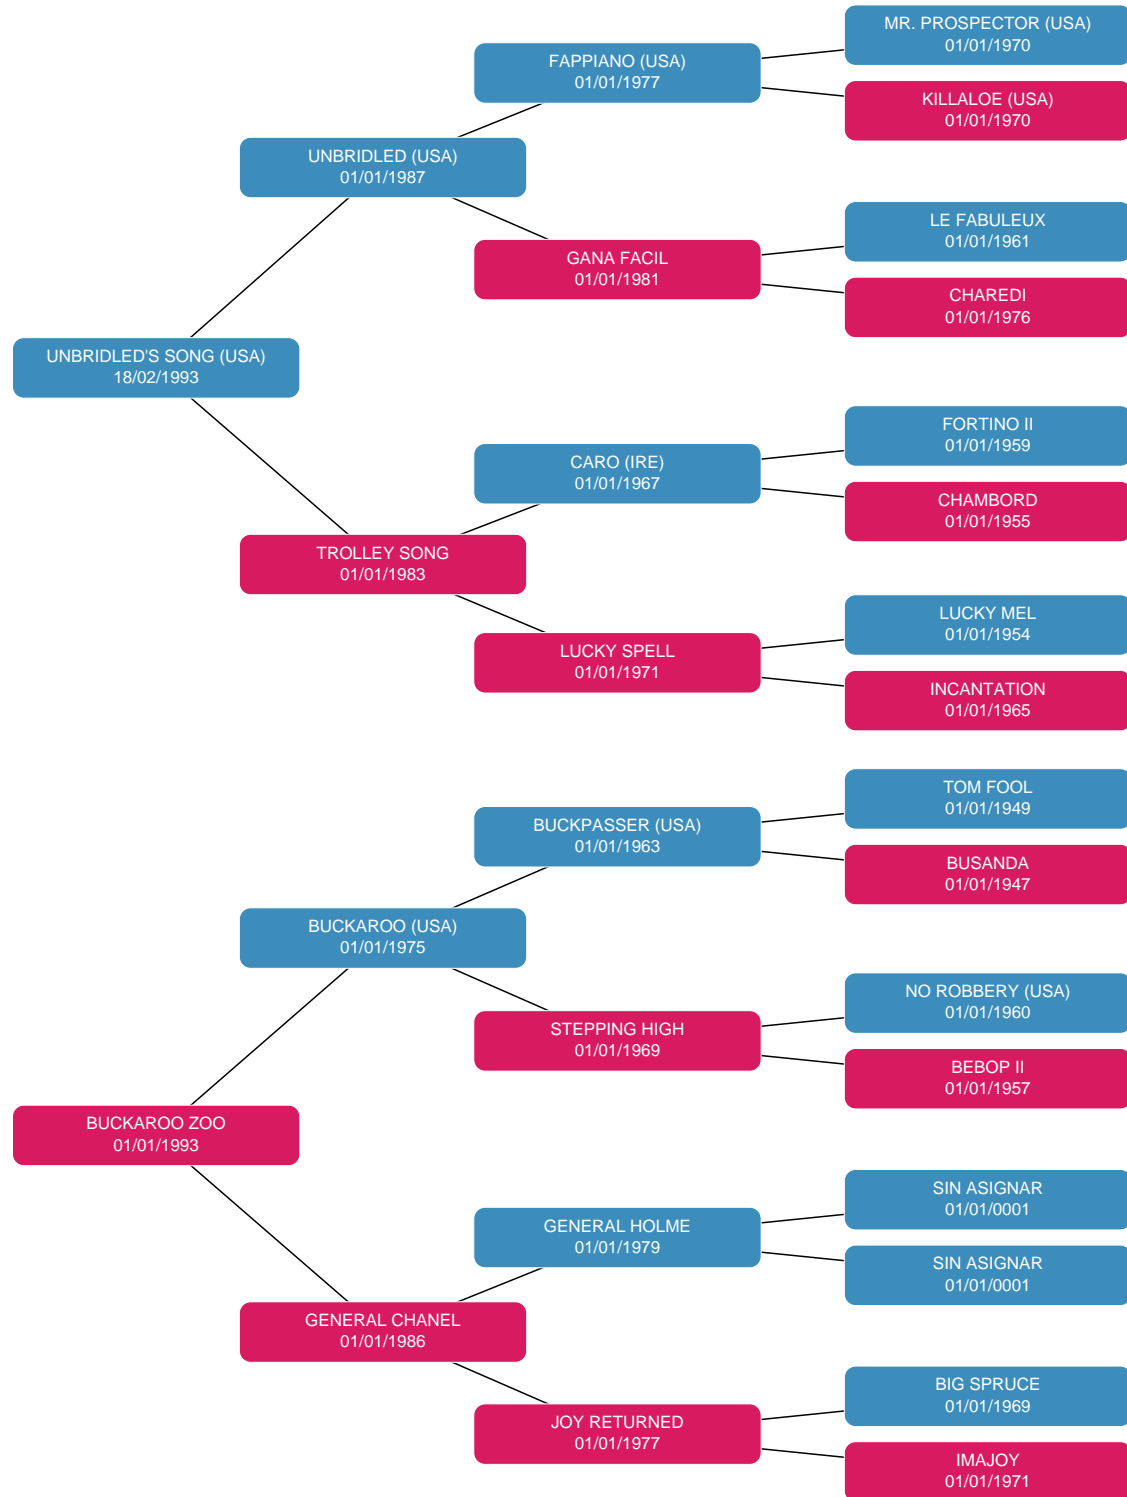 MR. PROSPECTOR (USA)
01/01/1970
FAPPIANO (USA)
01/01/1977
KILLALOE (USA)
01/01/1970
UNBRIDLED (USA)
01/01/1987
LE FABULEUX
01/01/1961
GANA FACIL
01/01/1981
CHAREDI
01/01/1976
UNBRIDLED'S SONG (USA)
18/02/1993
FORTINO II
01/01/1959
CARO (IRE)
01/01/1967
CHAMBORD
01/01/1955
TROLLEY SONG
01/01/1983
LUCKY MEL
01/01/1954
LUCKY SPELL
01/01/1971
INCANTATION
01/01/1965
TOM FOOL
01/01/1949
BUCKPASSER (USA)
01/01/1963
BUSANDA
01/01/1947
BUCKAROO (USA)
01/01/1975
NO ROBBERY (USA)
01/01/1960
STEPPING HIGH
01/01/1969
BEBOP II
01/01/1957
BUCKAROO ZOO
01/01/1993
SIN ASIGNAR
01/01/0001
GENERAL HOLME
01/01/1979
SIN ASIGNAR
01/01/0001
GENERAL CHANEL
01/01/1986
BIG SPRUCE
01/01/1969
JOY RETURNED
01/01/1977
IMAJOY
01/01/1971